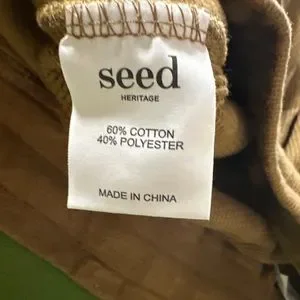 seed
HERITAGE
60% COTTON
40% POLYESTER
MADE IN CHINA